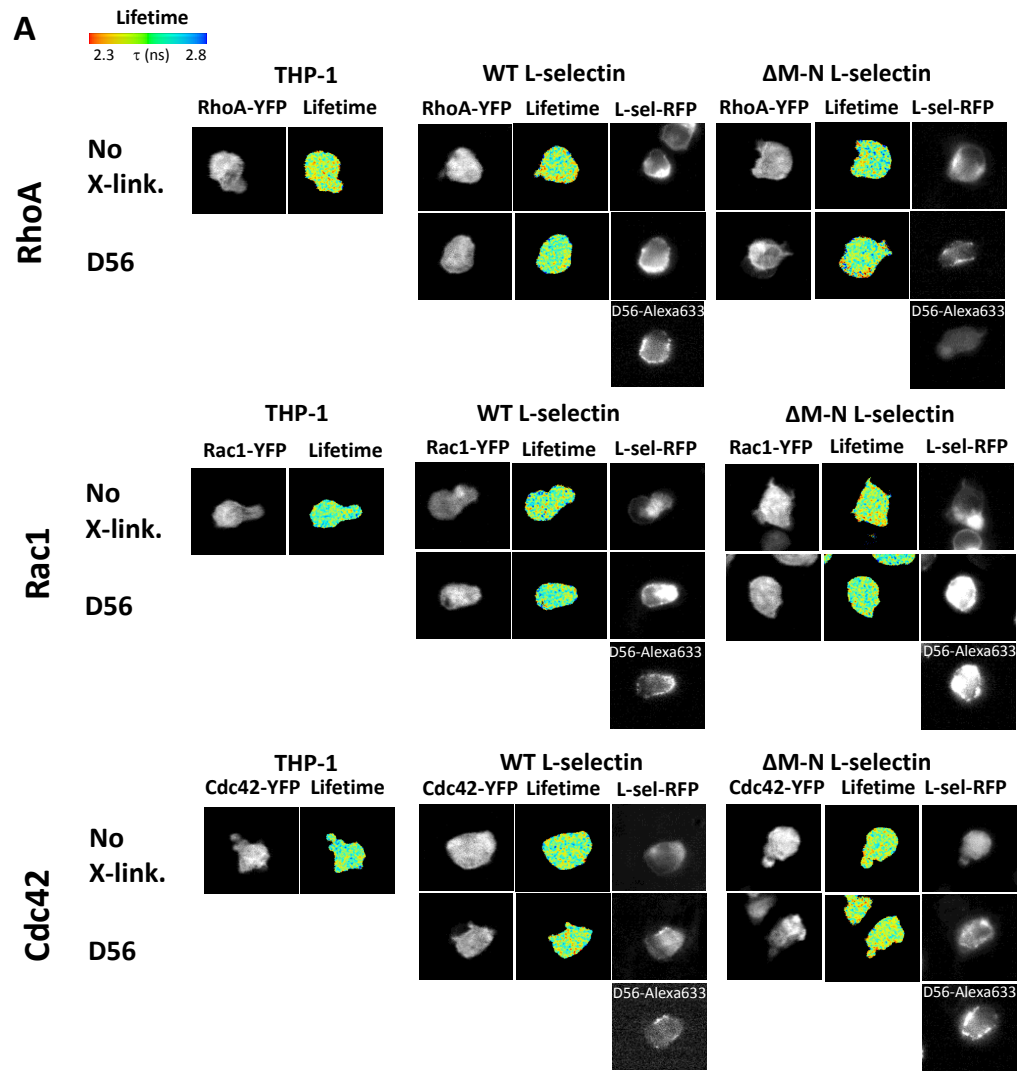 A
Lifetime
2.3 τ (ns) 2.8
RhoA
THP-1 WT L-selectin ΔM-N L-selectin
RhoA-YFP Lifetime RhoA-YFP Lifetime L-sel-RFP RhoA-YFP Lifetime L-sel-RFP
No
X-link.
D56
D56-Alexa633 D56-Alexa633
Rac1
THP-1 WT L-selectin ΔM-N L-selectin
Rac1-YFP Lifetime Rac1-YFP Lifetime L-sel-RFP Rac1-YFP Lifetime L-sel-RFP
No
X-link.
D56
D56-Alexa633 D56-Alexa633
Cdc42
THP-1 WT L-selectin ΔM-N L-selectin
Cdc42-YFP Lifetime Cdc42-YFP Lifetime L-sel-RFP Cdc42-YFP Lifetime L-sel-RFP
No
X-link.
D56
D56-Alexa633 D56-Alexa633